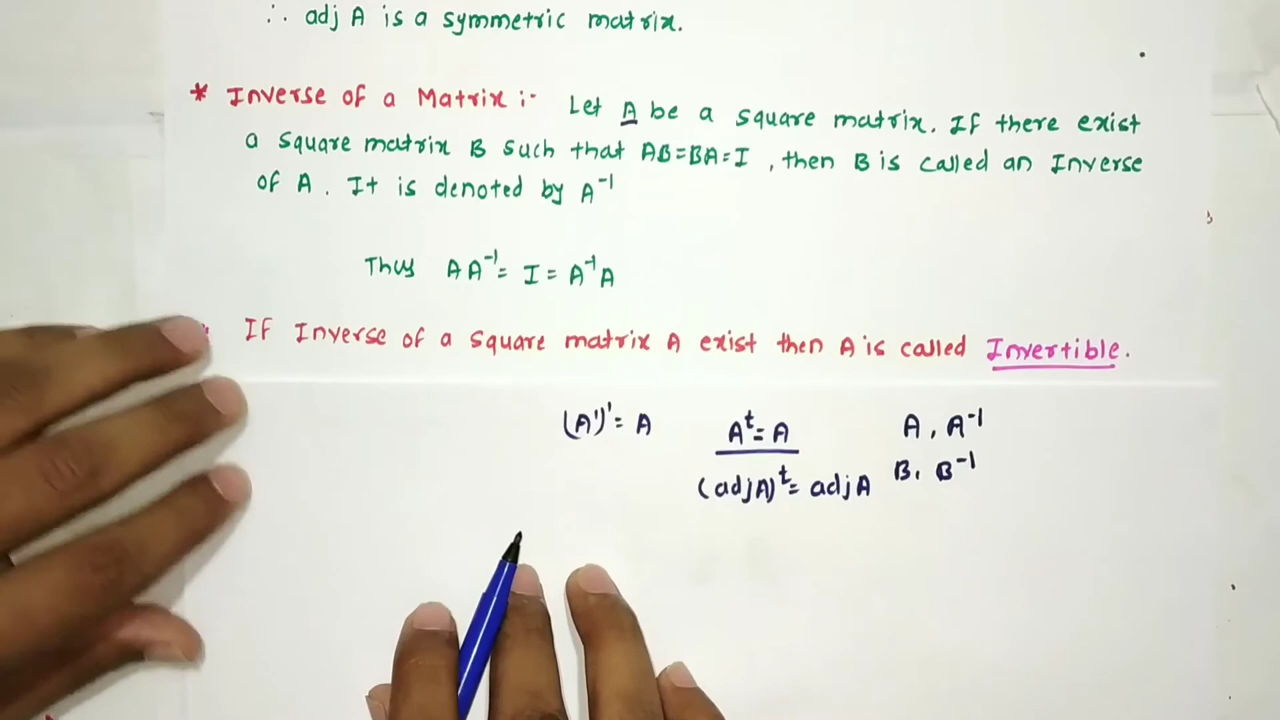 ∴ adj A is a symmetric matrix.
* Inverse of a Matrix :- Let A be a square matrix. If there exist
a square matrix B such that AB=BA=I , then B is called an Inverse
of A. It is denoted by A⁻¹
Thus AA⁻¹ = I = A⁻¹A
If Inverse of a square matrix A exist then A is called Invertible.
(A')' = A Aᵗ = A A, A⁻¹
(adjA)ᵗ = adjA B, B⁻¹